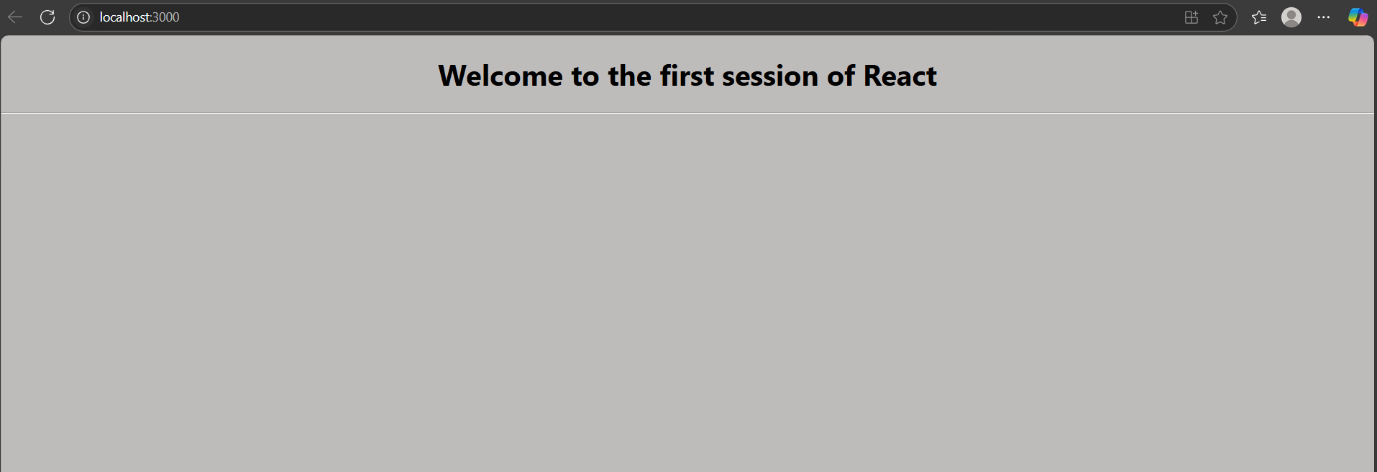 localhost:3000
Welcome to the first session of React